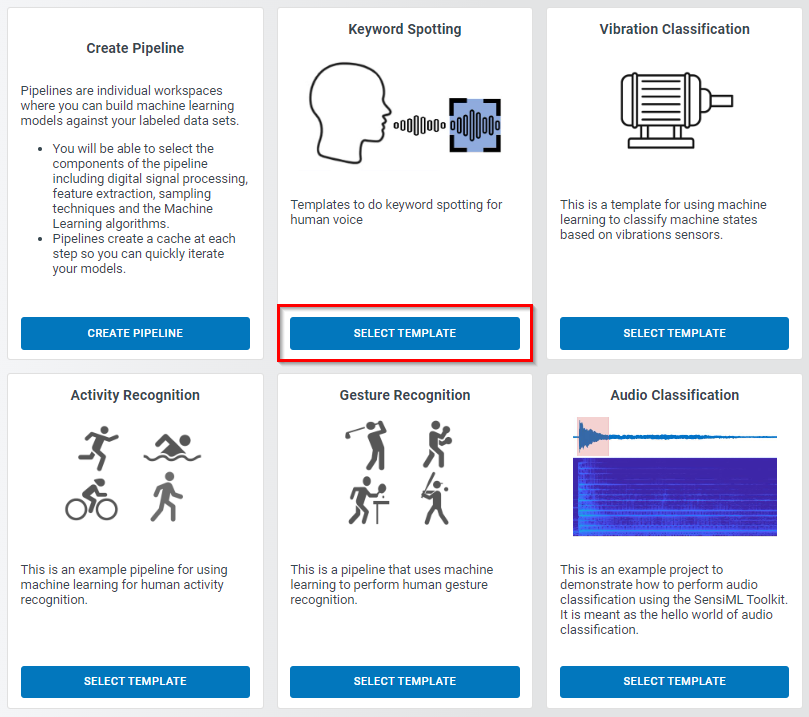 Create Pipeline
Pipelines are individual workspaces
where you can build machine learning
models against your labeled data sets.
• You will be able to select the
components of the pipeline
including digital signal processing,
feature extraction, sampling
techniques and the Machine
Learning algorithms.
• Pipelines create a cache at each
step so you can quickly iterate
your models.
CREATE PIPELINE
Keyword Spotting
Templates to do keyword spotting for
human voice
SELECT TEMPLATE
Vibration Classification
This is a template for using machine
learning to classify machine states
based on vibrations sensors.
SELECT TEMPLATE
Activity Recognition
This is an example pipeline for using
machine learning for human activity
recognition.
SELECT TEMPLATE
Gesture Recognition
This is a pipeline that uses machine
learning to perform human gesture
recognition.
SELECT TEMPLATE
Audio Classification
This is an example project to
demonstrate how to perform audio
classification using the SensiML Toolkit.
It is meant as the hello world of audio
classification.
SELECT TEMPLATE